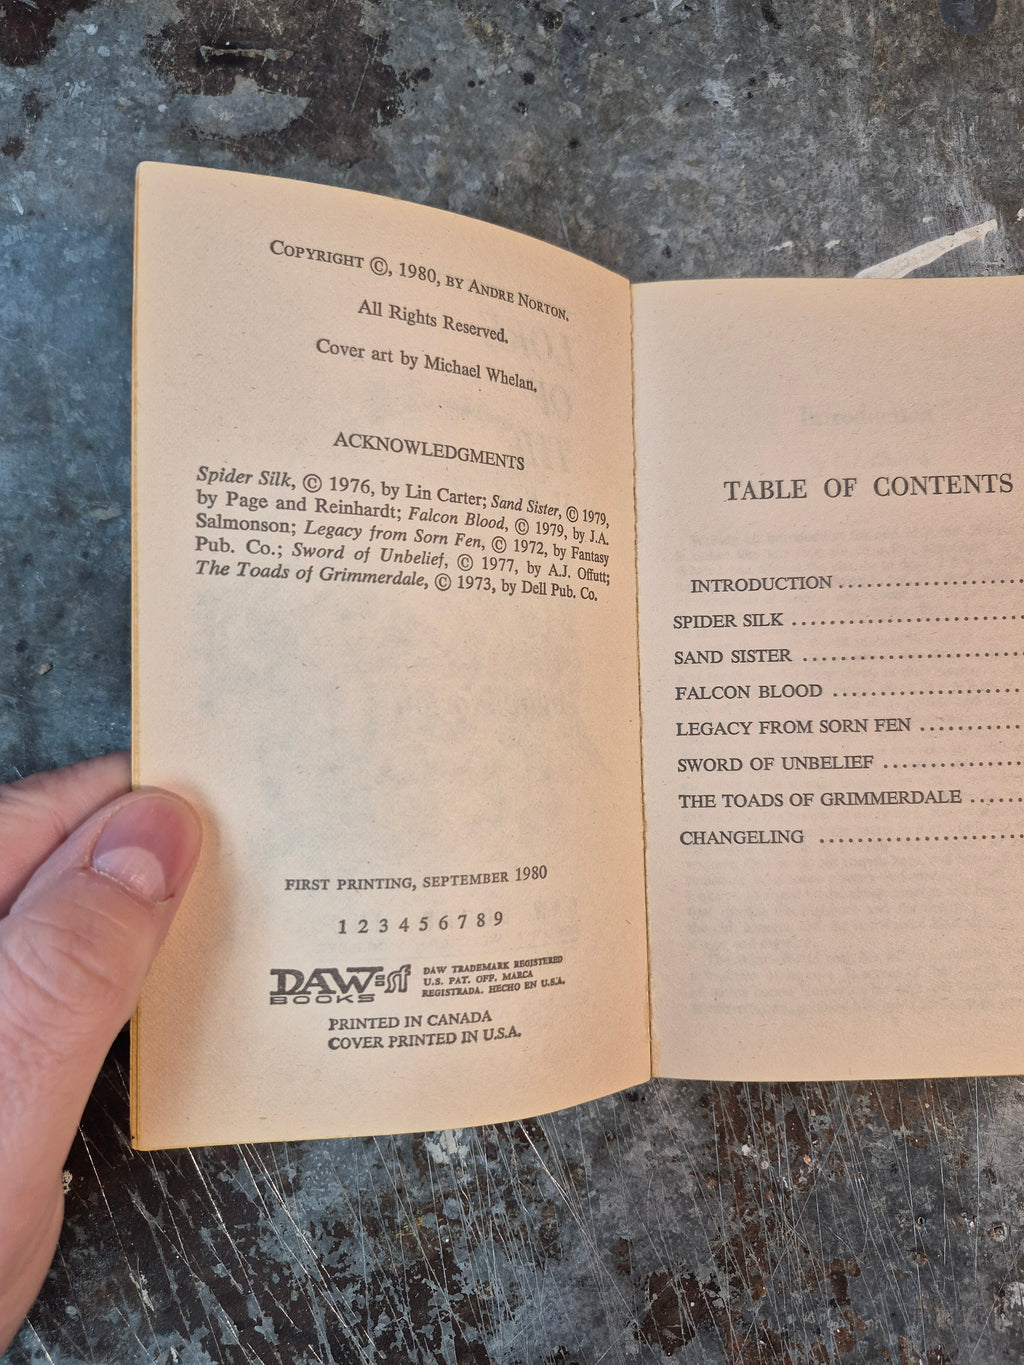 COPYRIGHT ©, 1980, BY ANDRE NORTON.
All Rights Reserved.
Cover art by Michael Whelan.
ACKNOWLEDGMENTS
Spider Silk, © 1976, by Lin Carter; Sand Sister, © 1979,
by Page and Reinhardt; Falcon Blood, © 1979, by J.A.
Salmonson; Legacy from Sorn Fen, © 1972, by Fantasy
Pub. Co.; Sword of Unbelief, © 1977, by A.J. Offutt;
The Toads of Grimmerdale, © 1973, by Dell Pub. Co.
FIRST PRINTING, SEPTEMBER 1980
1 2 3 4 5 6 7 8 9
DAW sf
BOOKS
DAW TRADEMARK REGISTERED
U.S. PAT. OFF. MARCA
REGISTRADA. HECHO EN U.S.A.
PRINTED IN CANADA
COVER PRINTED IN U.S.A.
TABLE OF CONTENTS
INTRODUCTION ....................
SPIDER SILK ....................
SAND SISTER ....................
FALCON BLOOD ....................
LEGACY FROM SORN FEN ............
SWORD OF UNBELIEF ...............
THE TOADS OF GRIMMERDALE ......
CHANGELING ....................